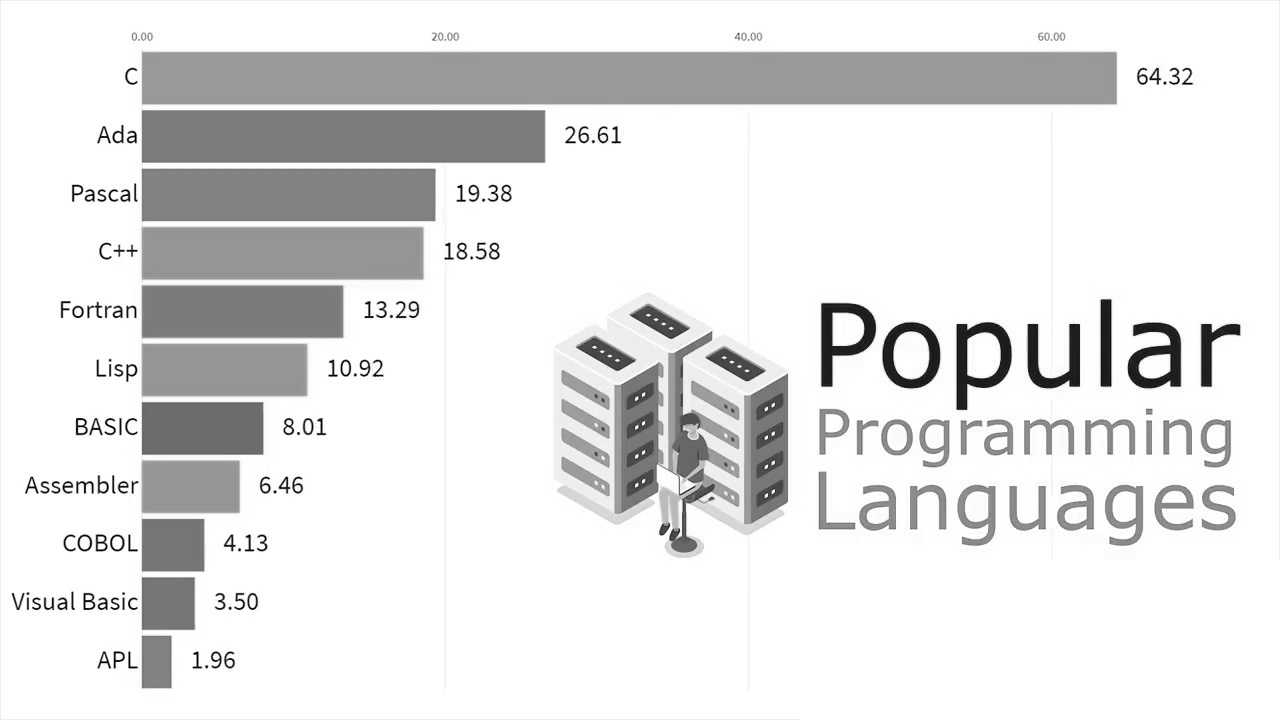 0.00 20.00 40.00 60.00
C 64.32
Ada 26.61
Pascal 19.38
C++ 18.58
Fortran 13.29
Lisp 10.92
BASIC 8.01
Assembler 6.46
COBOL 4.13
Visual Basic 3.50
APL 1.96
Popular
Programming
Languages